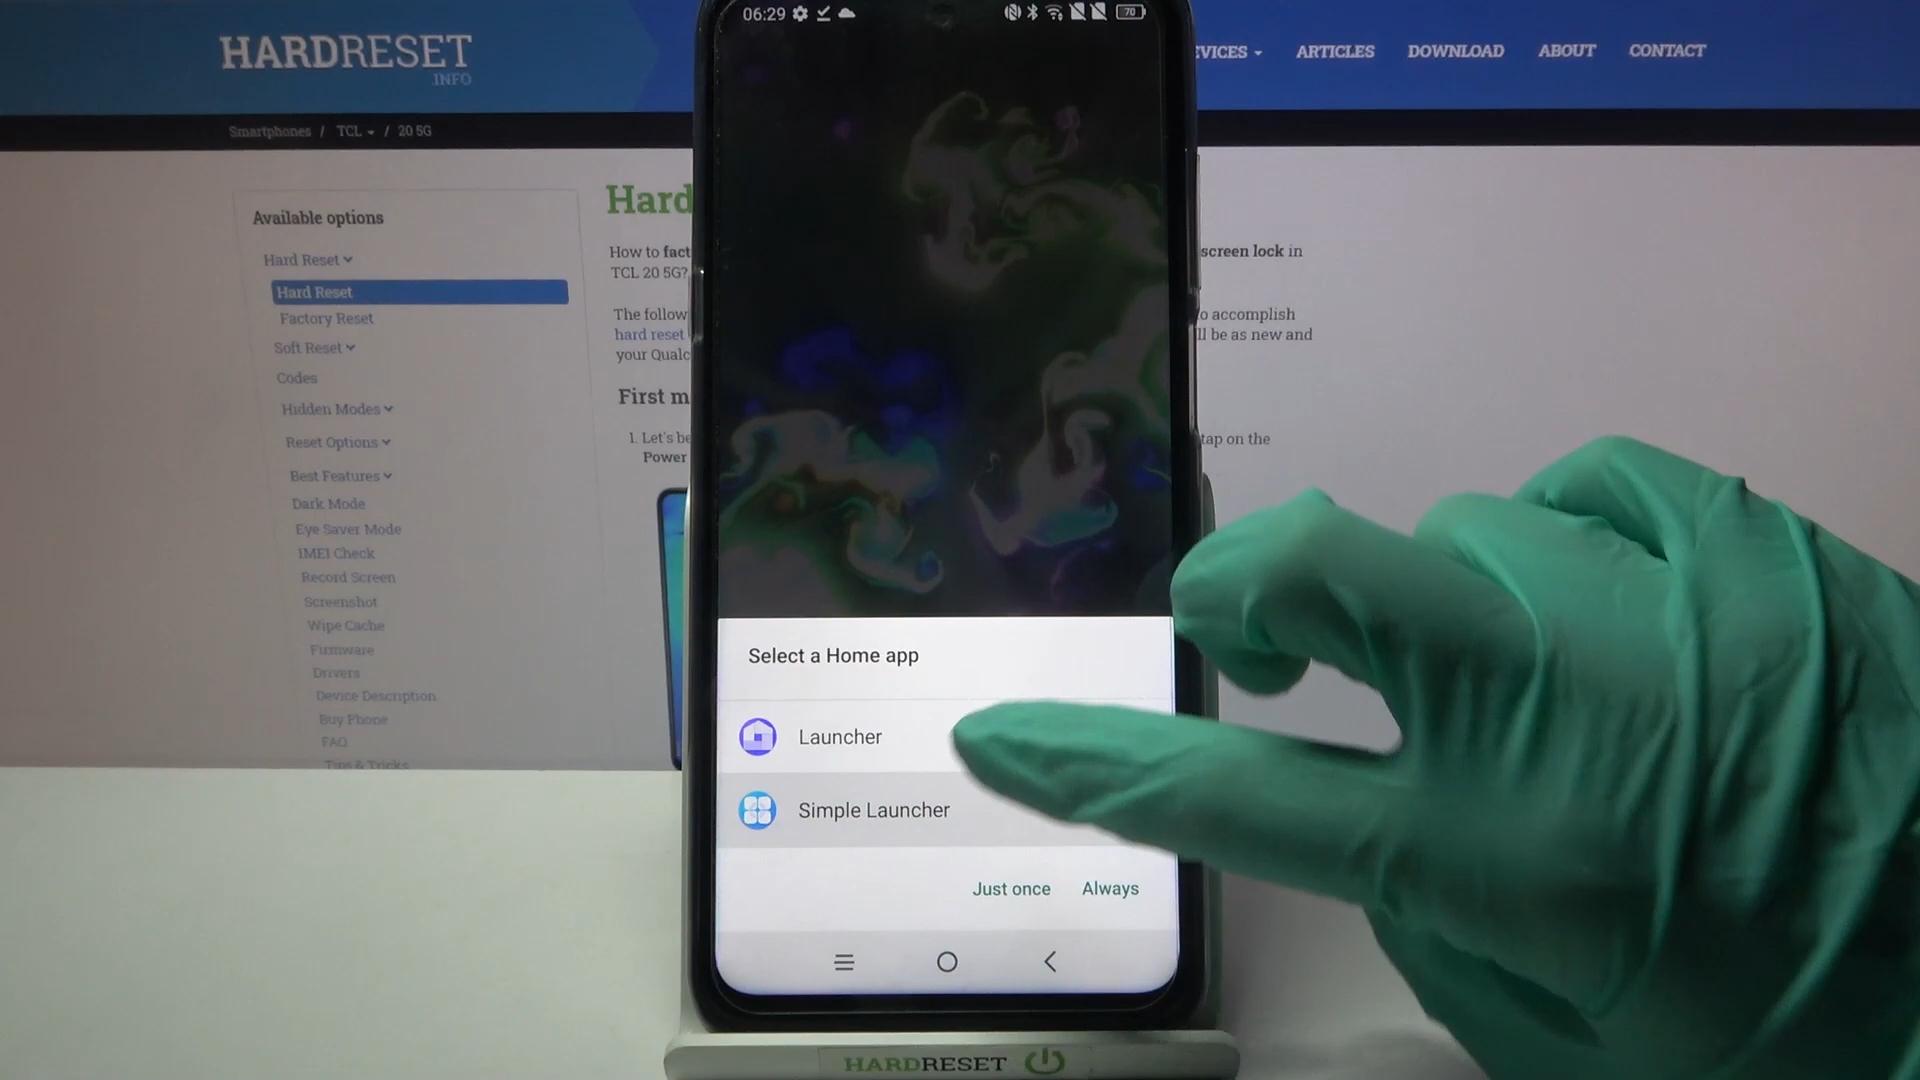 HARDRESET
.INFO
EVICES
ARTICLES
DOWNLOAD
ABOUT
CONTACT
Smartphones / TCL / 20 5G
Available options
Hard Reset
Hard Reset
Factory Reset
Soft Reset
Codes
Hidden Modes
Reset Options
Best Features
Dark Mode
Eye Saver Mode
IMEI Check
Record Screen
Screenshot
Wipe Cache
Firmware
Drivers
Device Description
Buy Phone
FAQ
Tips & Tricks
Hard
How to fact
screen lock in
TCL 20 5G?
The follow
o accomplish
hard reset
ll be as new and
your Qualc
First m
1. Let's be
tap on the
Power
06:29
70
Select a Home app
Launcher
Simple Launcher
Just once
Always
HARDRESET